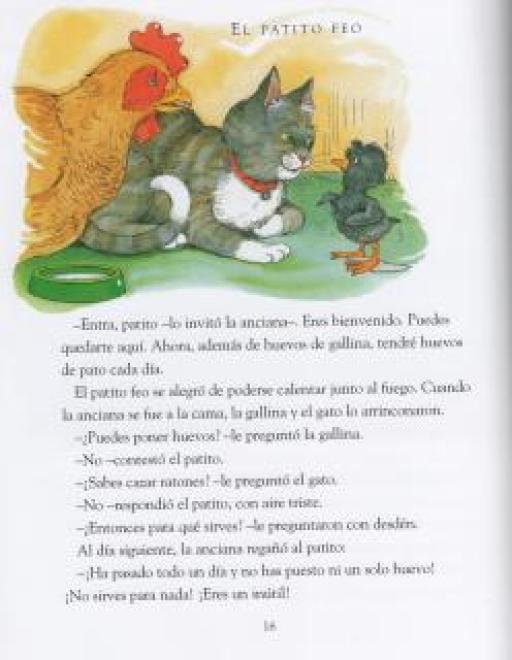 EL PATITO FEO
–Entra, patito –lo invitó la anciana–. Eres bienvenido. Puedes
quedarte aquí. Ahora, además de huevos de gallina, tendré huevos
de pato cada día.
El patito feo se alegró de poderse calentar junto al fuego. Cuando
la anciana se fue a la cama, la gallina y el gato lo arrinconaron.
–¿Puedes poner huevos? –le preguntó la gallina.
–No –contestó el patito.
–¿Sabes cazar ratones? –le preguntó el gato.
–No –respondió el patito, con aire triste.
–¿Entonces para qué sirves? –le preguntaron con desdén.
Al día siguiente, la anciana regañó al patito:
–¡Ha pasado todo un día y no has puesto ni un solo huevo!
¡No sirves para nada! ¡Eres un inútil!
16